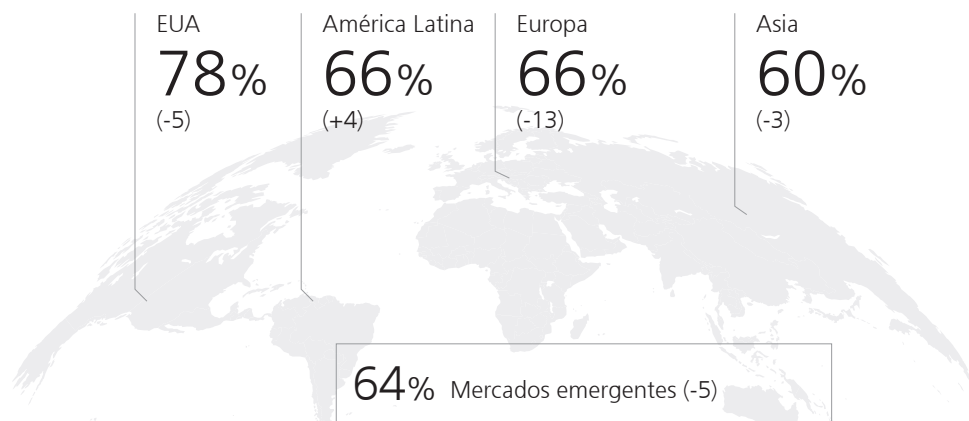 EUA
78%
(-5)
América Latina
66%
(+4)
Europa
66%
(-13)
Asia
60%
(-3)
64% Mercados emergentes (-5)